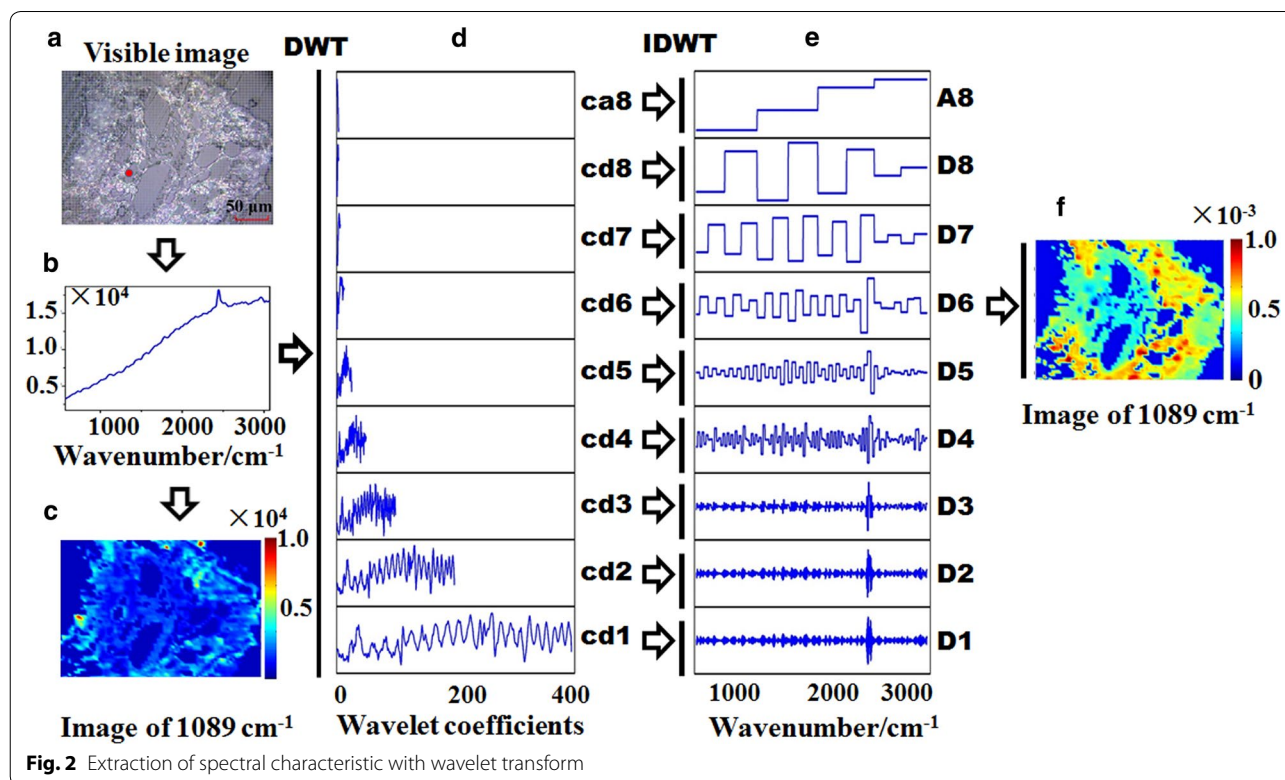 a
Visible image
50 μm
b
×10⁴
1.5
1.0
0.5
1000 2000 3000
Wavenumber/cm⁻¹
c
×10⁴
1.0
0.5
0
Image of 1089 cm⁻¹
DWT
d
ca8
cd8
cd7
cd6
cd5
cd4
cd3
cd2
cd1
0 200 400
Wavelet coefficients
IDWT
e
A8
D8
D7
D6
D5
D4
D3
D2
D1
1000 2000 3000
Wavenumber/cm⁻¹
f
×10⁻³
1.0
0.5
0
Image of 1089 cm⁻¹
Fig. 2 Extraction of spectral characteristic with wavelet transform